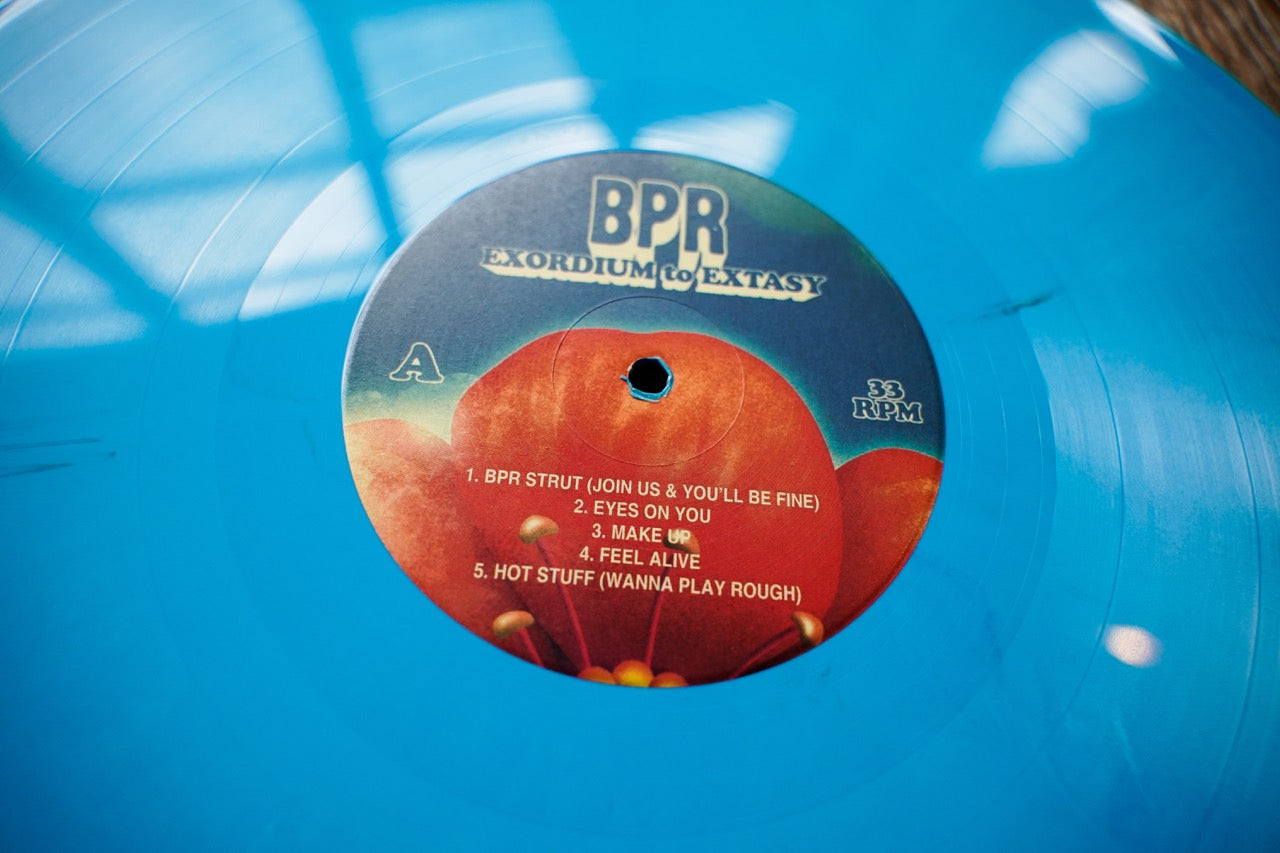 BPR
EXORDIUM to EXTASY
A
33
RPM
1. BPR STRUT (JOIN US & YOU'LL BE FINE)
2. EYES ON YOU
3. MAKE UP
4. FEEL ALIVE
5. HOT STUFF (WANNA PLAY ROUGH)